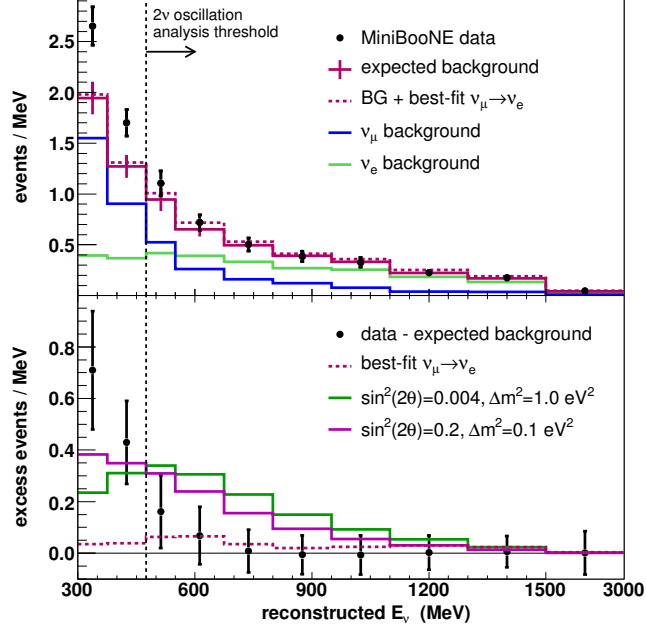 2ν oscillation
analysis threshold
MiniBooNE data
expected background
BG + best-fit νμ→νe
νμ background
νe background
events / MeV
2.5
2.0
1.5
1.0
0.5
data - expected background
best-fit νμ→νe
sin²(2θ)=0.004, Δm²=1.0 eV²
sin²(2θ)=0.2, Δm²=0.1 eV²
excess events / MeV
0.8
0.6
0.4
0.2
0.0
300 600 900 1200 1500 3000
reconstructed Eν (MeV)